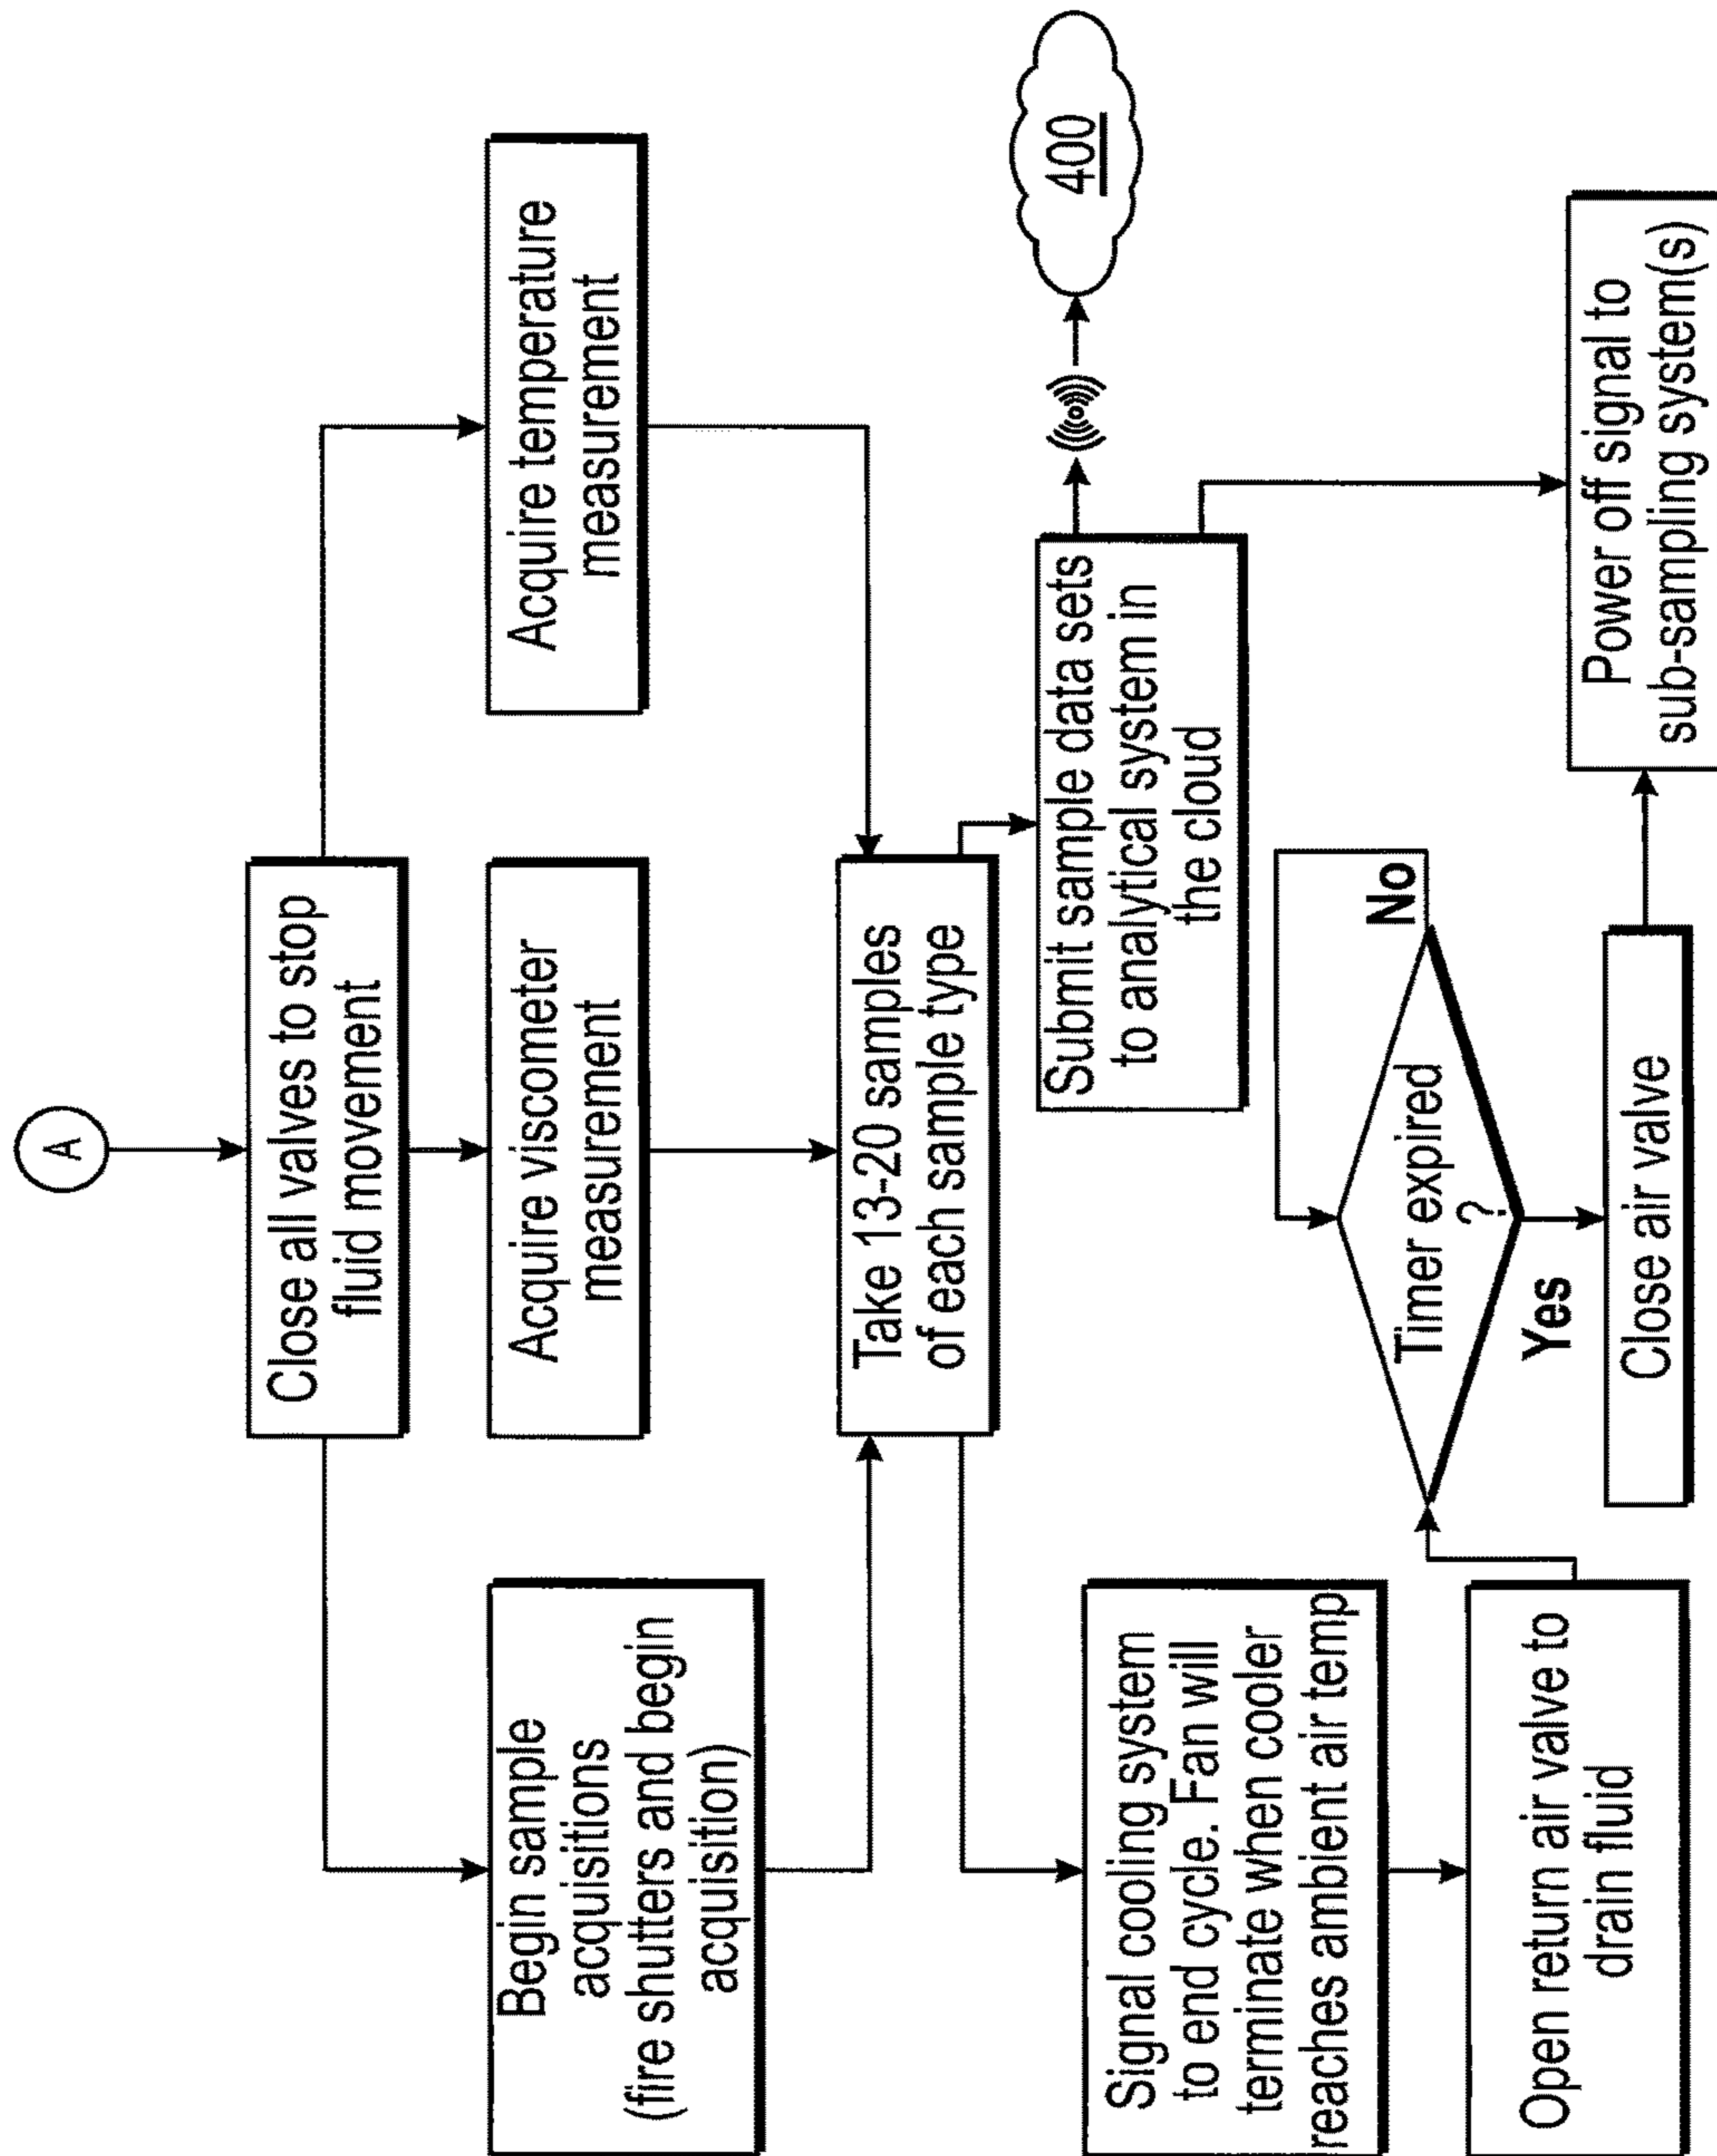 A
Close all valves to stop
fluid movement
Begin sample
acquisitions
(fire shutters and begin
acquisition)
Acquire viscometer
measurement
Acquire temperature
measurement
Take 13-20 samples
of each sample type
Submit sample data sets
to analytical system in
the cloud
400
Signal cooling system
to end cycle. Fan will
terminate when cooler
reaches ambient air temp
Open return air valve to
drain fluid
Timer expired
?
No
Yes
Close air valve
Power off signal to
sub-sampling system(s)